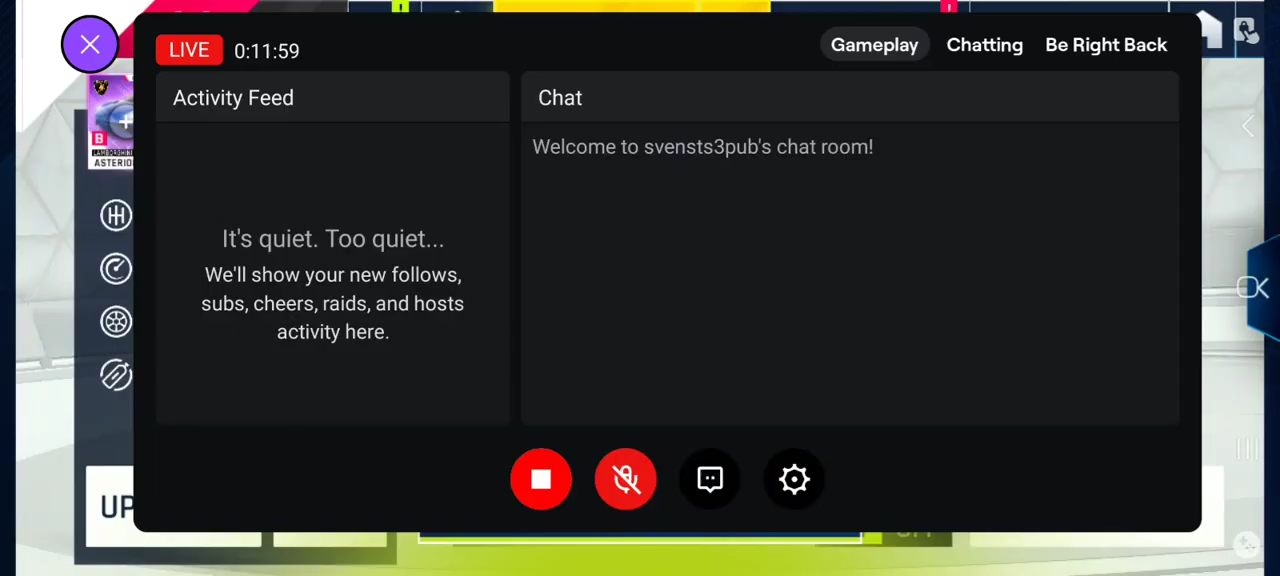 LIVE 0:11:59 Gameplay Chatting Be Right Back
Activity Feed
Chat
Welcome to svensts3pub's chat room!
It's quiet. Too quiet...
We'll show your new follows,
subs, cheers, raids, and hosts
activity here.
B
ASTERIO
UP